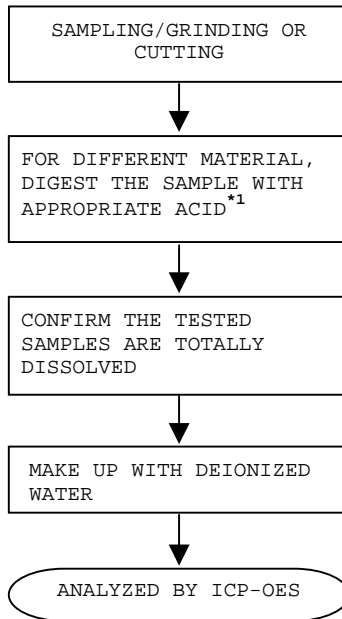 SAMPLING/GRINDING OR
CUTTING
FOR DIFFERENT MATERIAL,
DIGEST THE SAMPLE WITH
APPROPRIATE ACID*1
CONFIRM THE TESTED
SAMPLES ARE TOTALLY
DISSOLVED
MAKE UP WITH DEIONIZED
WATER
ANALYZED BY ICP-OES